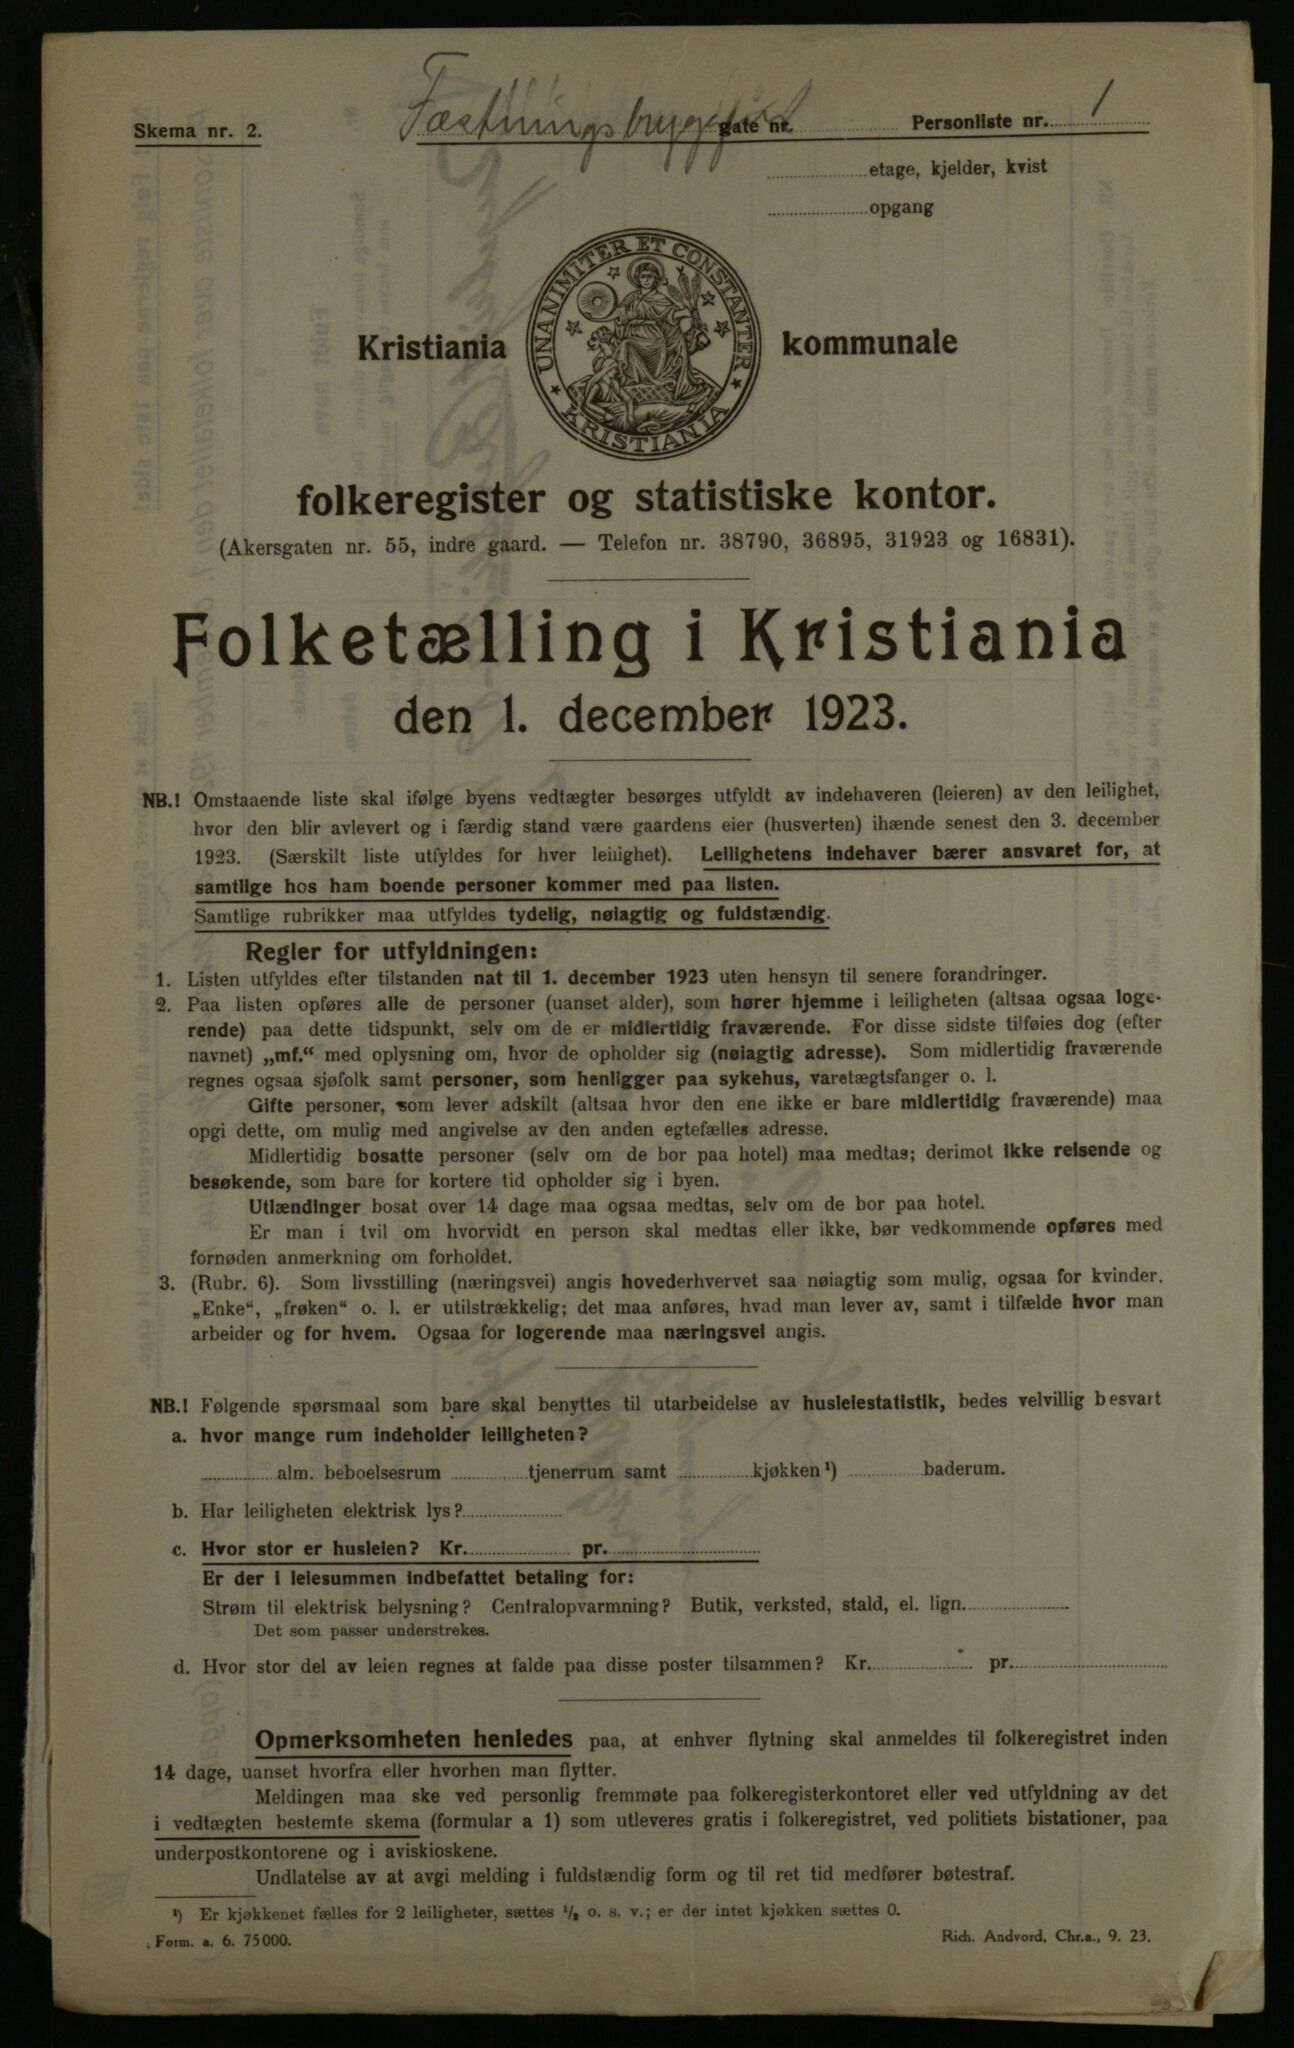 Skema nr. 2.
Fæstningsbryggen gate nr. Personliste nr. 1
etage, kjelder, kvist
opgang
UNANIMITER ET CONSTANTER
KRISTIANIA
Kristiania kommunale
folkeregister og statistiske kontor.
(Akersgaten nr. 55, indre gaard. — Telefon nr. 38790, 36895, 31923 og 16831).
Folketælling i Kristiania
den 1. december 1923.
NB.! Omstaaende liste skal ifølge byens vedtægter besørges utfyldt av indehaveren (leieren) av den leilighet,
hvor den blir avlevert og i færdig stand være gaardens eier (husverten) ihænde senest den 3. december
1923. (Særskilt liste utfyldes for hver leilighet). Leilighetens indehaver bærer ansvaret for, at
samtlige hos ham boende personer kommer med paa listen.
Samtlige rubrikker maa utfyldes tydelig, nøiagtig og fuldstændig.
Regler for utfyldningen:
1. Listen utfyldes efter tilstanden nat til 1. december 1923 uten hensyn til senere forandringer.
2. Paa listen opføres alle de personer (uanset alder), som hører hjemme i leiligheten (altsaa ogsaa loge-
rende) paa dette tidspunkt, selv om de er midlertidig fraværende. For disse sidste tilføies dog (efter
navnet) „mf.“ med oplysning om, hvor de opholder sig (nøiagtig adresse). Som midlertidig fraværende
regnes ogsaa sjøfolk samt personer, som henligger paa sykehus, varetægtsfanger o. l.
Gifte personer, som lever adskilt (altsaa hvor den ene ikke er bare midlertidig fraværende) maa
opgi dette, om mulig med angivelse av den anden egtefælles adresse.
Midlertidig bosatte personer (selv om de bor paa hotel) maa medtas; derimot ikke reisende og
besøkende, som bare for kortere tid opholder sig i byen.
Utlændinger bosat over 14 dage maa ogsaa medtas, selv om de bor paa hotel.
Er man i tvil om hvorvidt en person skal medtas eller ikke, bør vedkommende opføres med
fornøden anmerkning om forholdet.
3. (Rubr. 6). Som livsstilling (næringsvei) angis hovederhvervet saa nøiagtig som mulig, ogsaa for kvinder.
„Enke“, „frøken“ o. l. er utilstrækkelig; det maa anføres, hvad man lever av, samt i tilfælde hvor man
arbeider og for hvem. Ogsaa for logerende maa næringsvei angis.
NB.! Følgende spørsmaal som bare skal benyttes til utarbeidelse av husleiestatistik, bedes velvillig besvart
a. hvor mange rum indeholder leiligheten?
alm. beboelsesrum tjenerrum samt kjøkken¹) baderum.
b. Har leiligheten elektrisk lys?
c. Hvor stor er husleien? Kr. pr.
Er der i leiesummen indbefattet betaling for:
Strøm til elektrisk belysning? Centralopvarmning? Butik, verksted, stald, el. lign.
Det som passer understrekes.
d. Hvor stor del av leien regnes at falde paa disse poster tilsammen? Kr. pr.
Opmerksomheten henledes paa, at enhver flytning skal anmeldes til folkeregistret inden
14 dage, uanset hvorfra eller hvorhen man flytter.
Meldingen maa ske ved personlig fremmøte paa folkeregisterkontoret eller ved utfyldning av det
i vedtægten bestemte skema (formular a 1) som utleveres gratis i folkeregistret, ved politiets bistationer, paa
underpostkontorene og i aviskioskene.
Undlatelse av at avgi melding i fuldstændig form og til ret tid medfører bøtestraf.
¹) Er kjøkkenet fælles for 2 leiligheter, sættes ½ o. s. v.; er der intet kjøkken sættes 0.
Form. a. 6. 75000. Rich. Andvord, Chr.a., 9. 23.